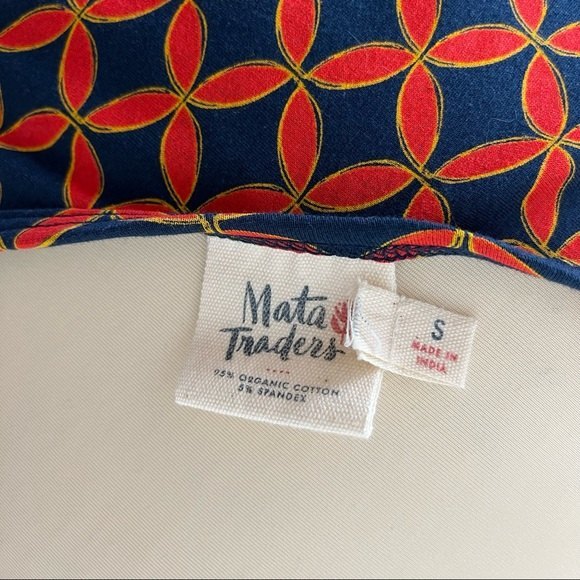 Mata
Traders
95% ORGANIC COTTON
5% SPANDEX
S
MADE IN
INDIA